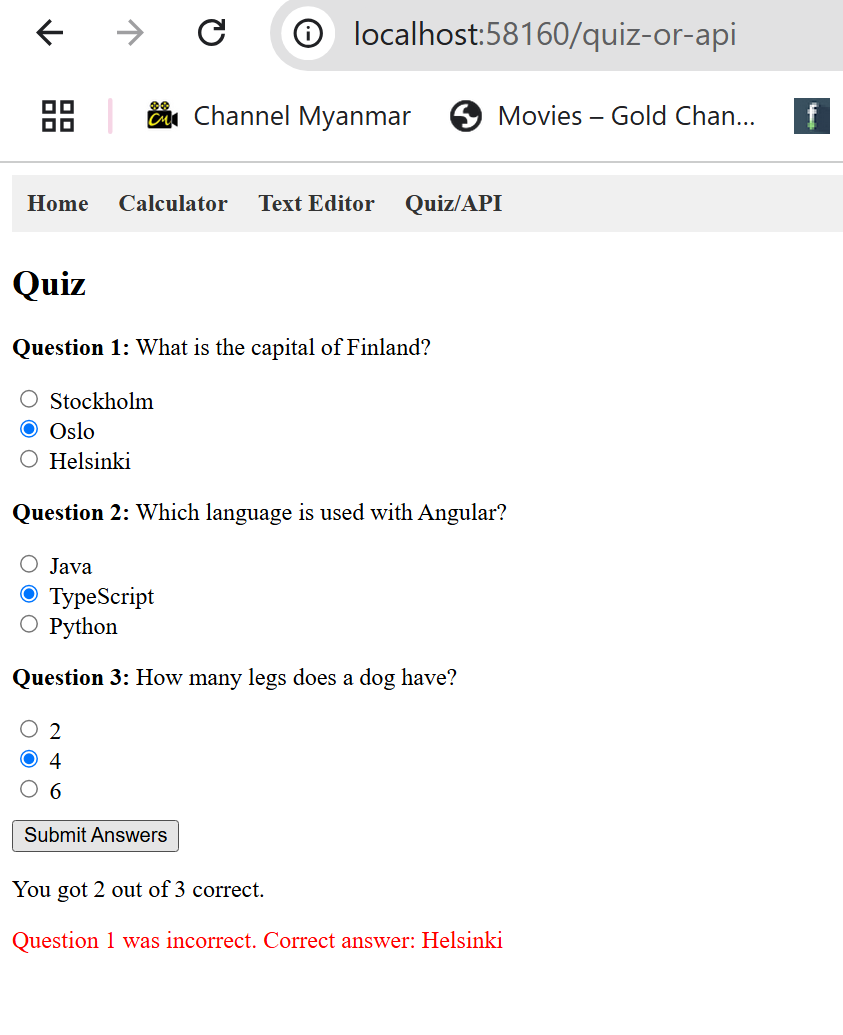 localhost:58160/quiz-or-api
Channel Myanmar Movies – Gold Chan...
Home Calculator Text Editor Quiz/API
Quiz
Question 1: What is the capital of Finland?
Stockholm
Oslo
Helsinki
Question 2: Which language is used with Angular?
Java
TypeScript
Python
Question 3: How many legs does a dog have?
2
4
6
Submit Answers
You got 2 out of 3 correct.
Question 1 was incorrect. Correct answer: Helsinki